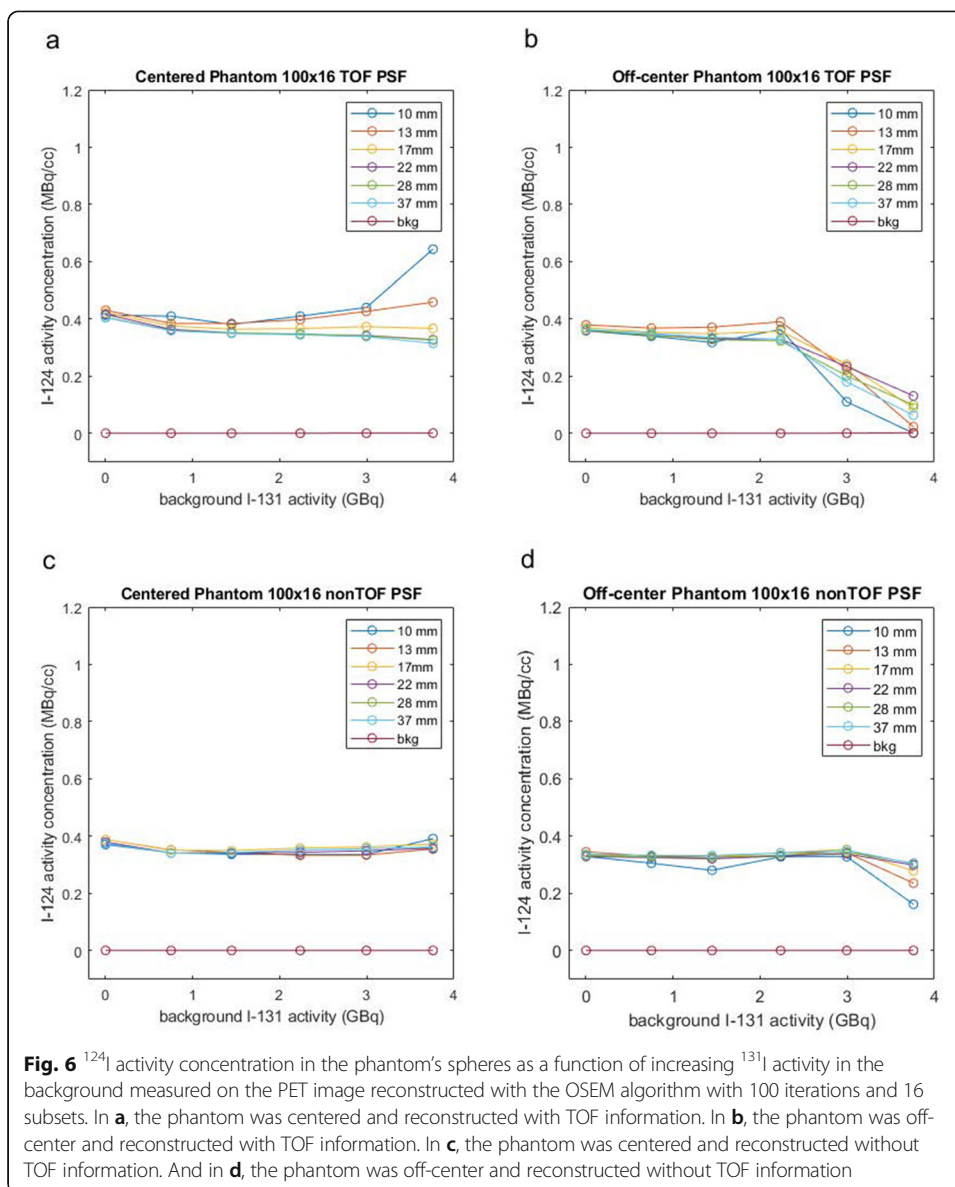 a
Centered Phantom 100x16 TOF PSF
I-124 activity concentration (MBq/cc)
1.2
1
0.8
0.6
0.4
0.2
0
10 mm
13 mm
17mm
22 mm
28 mm
37 mm
bkg
0 1 2 3 4
background I-131 activity (GBq)
b
Off-center Phantom 100x16 TOF PSF
I-124 activity concentration (MBq/cc)
1.2
1
0.8
0.6
0.4
0.2
0
10 mm
13 mm
17mm
22 mm
28 mm
37 mm
bkg
0 1 2 3 4
background I-131 activity (GBq)
c
Centered Phantom 100x16 nonTOF PSF
I-124 activity concentration (MBq/cc)
1.2
1
0.8
0.6
0.4
0.2
0
10 mm
13 mm
17mm
22 mm
28 mm
37 mm
bkg
0 1 2 3 4
background I-131 activity (GBq)
d
Off-center Phantom 100x16 nonTOF PSF
I-124 activity concentration (MBq/cc)
1.2
1
0.8
0.6
0.4
0.2
0
10 mm
13 mm
17mm
22 mm
28 mm
37 mm
bkg
0 1 2 3 4
background I-131 activity (GBq)
Fig. 6 ¹²⁴I activity concentration in the phantom's spheres as a function of increasing ¹³¹I activity in the
background measured on the PET image reconstructed with the OSEM algorithm with 100 iterations and 16
subsets. In a, the phantom was centered and reconstructed with TOF information. In b, the phantom was off-
center and reconstructed with TOF information. In c, the phantom was centered and reconstructed without
TOF information. And in d, the phantom was off-center and reconstructed without TOF information